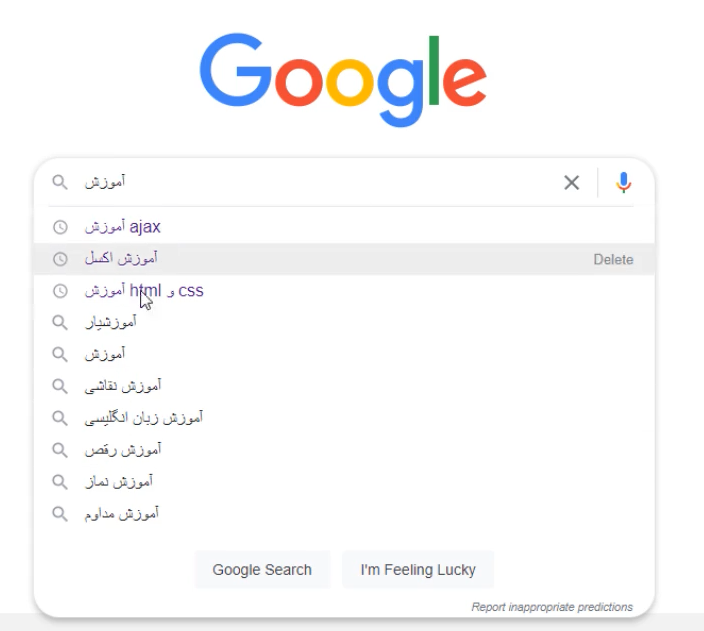 Google
آموزش
آموزش ajax
آموزش اکسل
Delete
آموزش html و css
آموزشیار
آموزش
آموزش نقاشی
آموزش زبان انگلیسی
آموزش رقص
آموزش نماز
آموزش مداوم
Google Search
I'm Feeling Lucky
Report inappropriate predictions